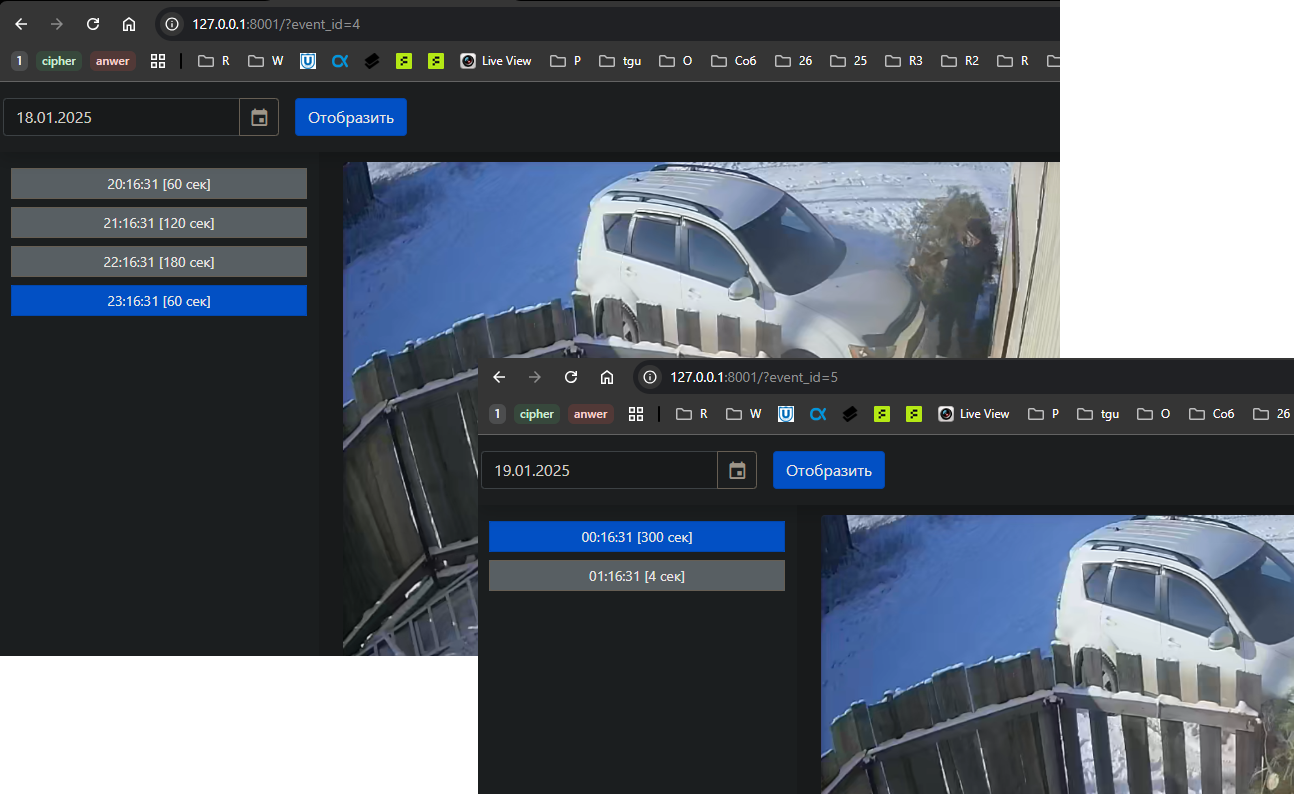 127.0.0.1:8001/?event_id=4
1 cipher anwer R W Live View P tgu O Соб 26 25 R3 R2 R
18.01.2025 Отобразить
20:16:31 [60 сек]
21:16:31 [120 сек]
22:16:31 [180 сек]
23:16:31 [60 сек]
127.0.0.1:8001/?event_id=5
1 cipher anwer R W Live View P tgu O Соб 26
19.01.2025 Отобразить
00:16:31 [300 сек]
01:16:31 [4 сек]